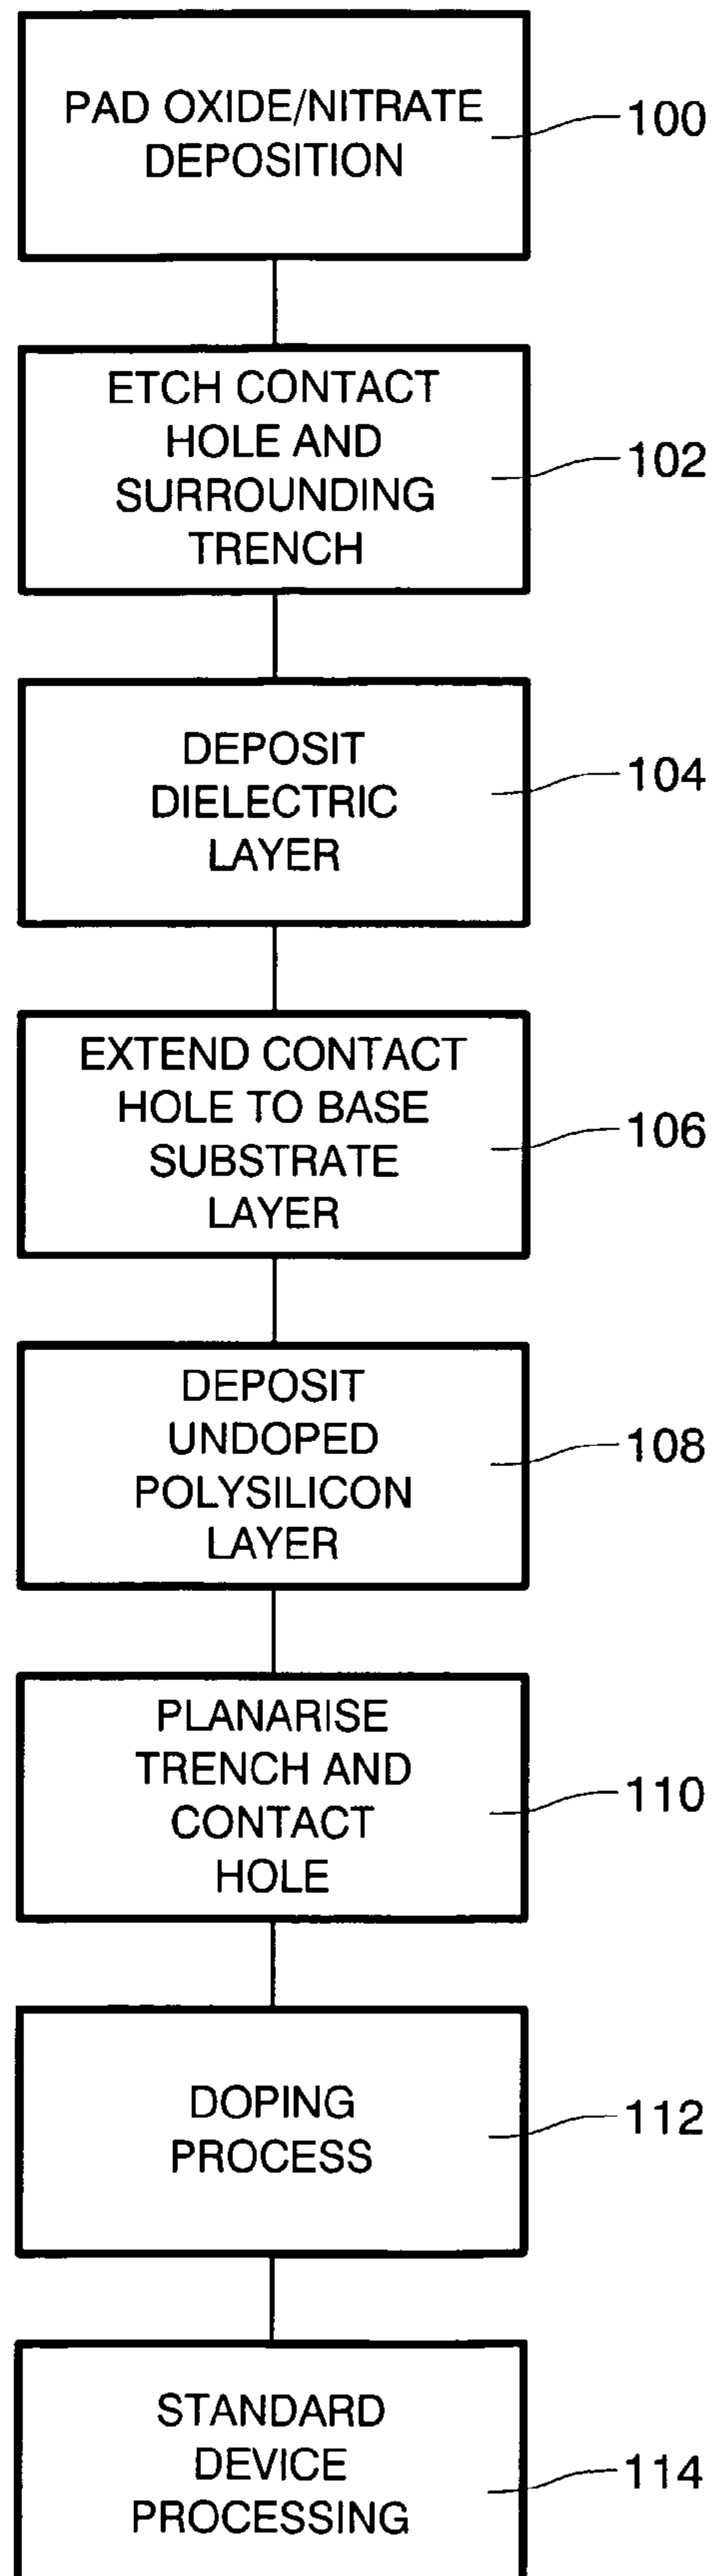 PAD OXIDE/NITRATE
DEPOSITION
100
ETCH CONTACT
HOLE AND
SURROUNDING
TRENCH
102
DEPOSIT
DIELECTRIC
LAYER
104
EXTEND CONTACT
HOLE TO BASE
SUBSTRATE
LAYER
106
DEPOSIT
UNDOPED
POLYSILICON
LAYER
108
PLANARISE
TRENCH AND
CONTACT
HOLE
110
DOPING
PROCESS
112
STANDARD
DEVICE
PROCESSING
114